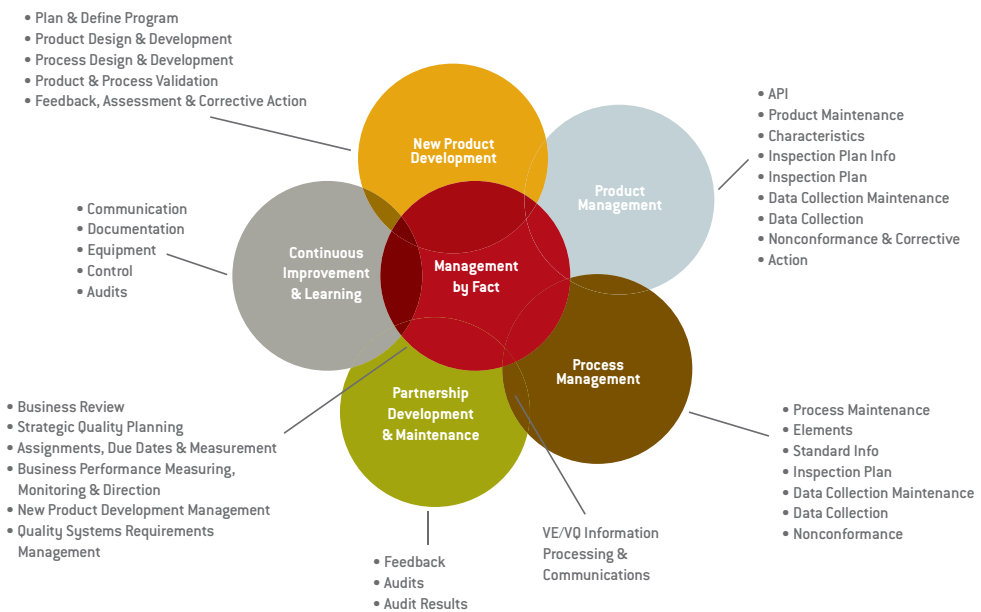 • Plan & Define Program
• Product Design & Development
• Process Design & Development
• Product & Process Validation
• Feedback, Assessment & Corrective Action
New Product
Development
Product
Management
• API
• Product Maintenance
• Characteristics
• Inspection Plan Info
• Inspection Plan
• Data Collection Maintenance
• Data Collection
• Nonconformance & Corrective
• Action
• Communication
• Documentation
• Equipment
• Control
• Audits
Continuous
Improvement
& Learning
Management
by Fact
Process
Management
Partnership
Development
& Maintenance
• Business Review
• Strategic Quality Planning
• Assignments, Due Dates & Measurement
• Business Performance Measuring,
Monitoring & Direction
• New Product Development Management
• Quality Systems Requirements
Management
• Process Maintenance
• Elements
• Standard Info
• Inspection Plan
• Data Collection Maintenance
• Data Collection
• Nonconformance
VE/VQ Information
Processing &
Communications
• Feedback
• Audits
• Audit Results